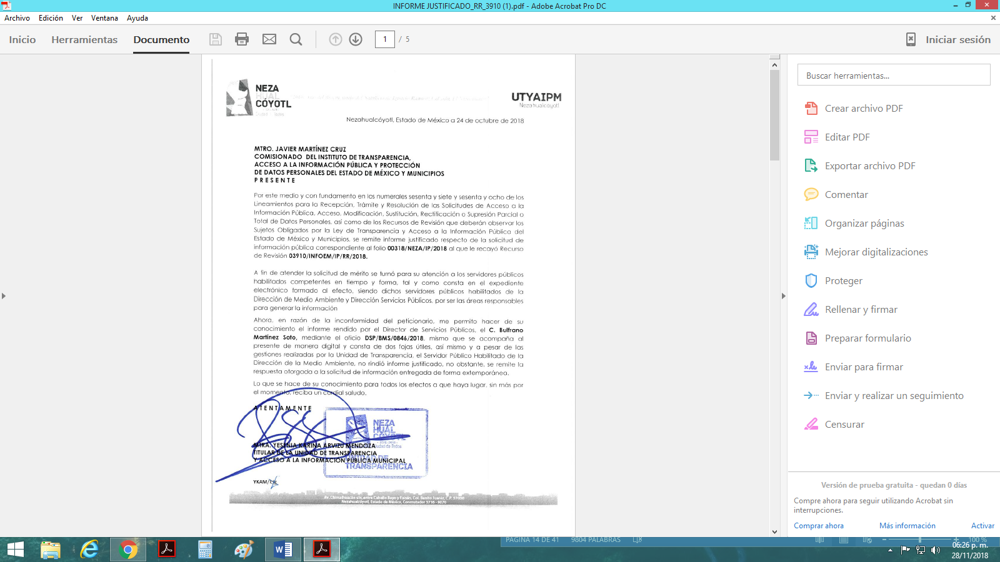 INFORME JUSTIFICADO_RR_3910 (1).pdf - Adobe Acrobat Pro DC
Archivo Edición Ver Ventana Ayuda
Inicio Herramientas Documento 1 / 5 Iniciar sesión
NEZA
HUAL
CÓYOTL
UTYAIPM
Nezahualcóyotl
Nezahualcóyotl, Estado de México a 24 de octubre de 2018
MTRO. JAVIER MARTÍNEZ CRUZ
COMISIONADO DEL INSTITUTO DE TRANSPARENCIA,
ACCESO A LA INFORMACIÓN PÚBLICA Y PROTECCIÓN
DE DATOS PERSONALES DEL ESTADO DE MÉXICO Y MUNICIPIOS
P R E S E N T E
Por este medio y con fundamento en los numerales sesenta y siete y sesenta y ocho de los
Lineamientos para la Recepción, Trámite y Resolución de las Solicitudes de Acceso a la
Información Pública, Acceso, Modificación, Sustitución, Rectificación o Supresión Parcial o
Total de Datos Personales, así como de los Recursos de Revisión que deberán observar los
Sujetos Obligados por la Ley de Transparencia y Acceso a la Información Pública del
Estado de México y Municipios, se remite informe justificado respecto de la solicitud de
información pública correspondiente al folio 00318/NEZA/IP/2018 al que le recayó Recurso
de Revisión 03910/INFOEM/IP/RR/2018.
A fin de atender la solicitud de mérito se turnó para su atención a los servidores públicos
habilitados competentes en tiempo y forma, tal y como consta en el expediente
electrónico formado al efecto, siendo dichos servidores públicos habilitados de la
Dirección de Medio Ambiente y Dirección Servicios Públicos, por ser las áreas responsables
para generar la información
Ahora, en razón de la inconformidad del peticionario, me permito hacer de su
conocimiento el informe rendido por el Director de Servicios Públicos, el C. Bulfrano
Martínez Soto, mediante el oficio DSP/BMS/0846/2018, mismo que se acompaña al
presente de manera digital y consta de dos fojas útiles, así mismo y a pesar de las
gestiones realizadas por la Unidad de Transparencia, el Servidor Público Habilitado de la
Dirección de la Medio Ambiente, no rindió informe justificado, no obstante, se remite la
respuesta otorgada a la solicitud de información entregada de forma extemporánea.
Lo que se hace de su conocimiento para todos los efectos a que haya lugar, sin más por
el momento, reciba un cordial saludo.
A T E N T A M E N T E
NEZA
HUAL
CÓYOTL
Ciudad de Todos
UNIDAD DE
TRANSPARENCIA
MTRA. YESENIA KARINA ARVIZU MENDOZA
TITULAR DE LA UNIDAD DE TRANSPARENCIA
Y ACCESO A LA INFORMACIÓN PÚBLICA MUNICIPAL
YKAM/
Av. Chimalhuacán s/n, entre Caballo Bayo y Faisán, Col. Benito Juárez, C.P. 57000
Nezahualcóyotl, Estado de México, Conmutador 5716 - 9070
Buscar herramientas...
Crear archivo PDF
Editar PDF
Exportar archivo PDF
Comentar
Organizar páginas
Mejorar digitalizaciones
Proteger
Rellenar y firmar
Preparar formulario
Enviar para firmar
Enviar y realizar un seguimiento
Censurar
Versión de prueba gratuita - quedan 0 días
Compre ahora para seguir utilizando Acrobat sin
interrupciones.
Comprar ahora Más información Activar
PÁGINA 14 DE 41 9804 PALABRAS 100 %
06:26 p. m.
28/11/2018